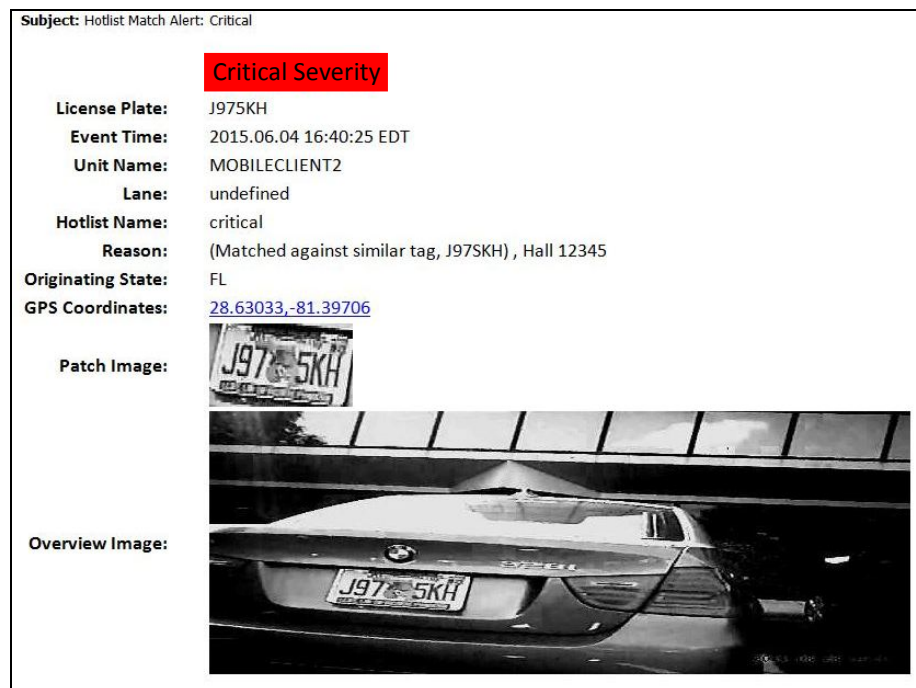 Subject: Hotlist Match Alert: Critical
Critical Severity
License Plate: J975KH
Event Time: 2015.06.04 16:40:25 EDT
Unit Name: MOBILECLIENT2
Lane: undefined
Hotlist Name: critical
Reason: (Matched against similar tag, J97SKH) , Hall 12345
Originating State: FL
GPS Coordinates: 28.63033,-81.39706
Patch Image:
J97 5KH
Overview Image:
328i
J97 5KH